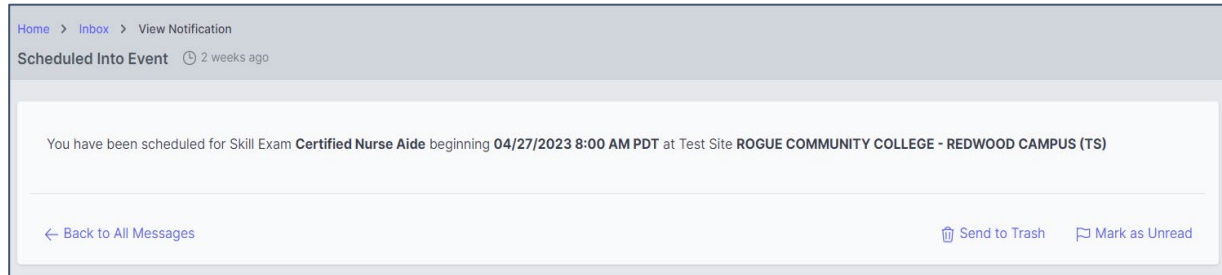 Home > Inbox > View Notification
Scheduled Into Event 2 weeks ago
You have been scheduled for Skill Exam Certified Nurse Aide beginning 04/27/2023 8:00 AM PDT at Test Site ROGUE COMMUNITY COLLEGE - REDWOOD CAMPUS (TS)
← Back to All Messages Send to Trash Mark as Unread